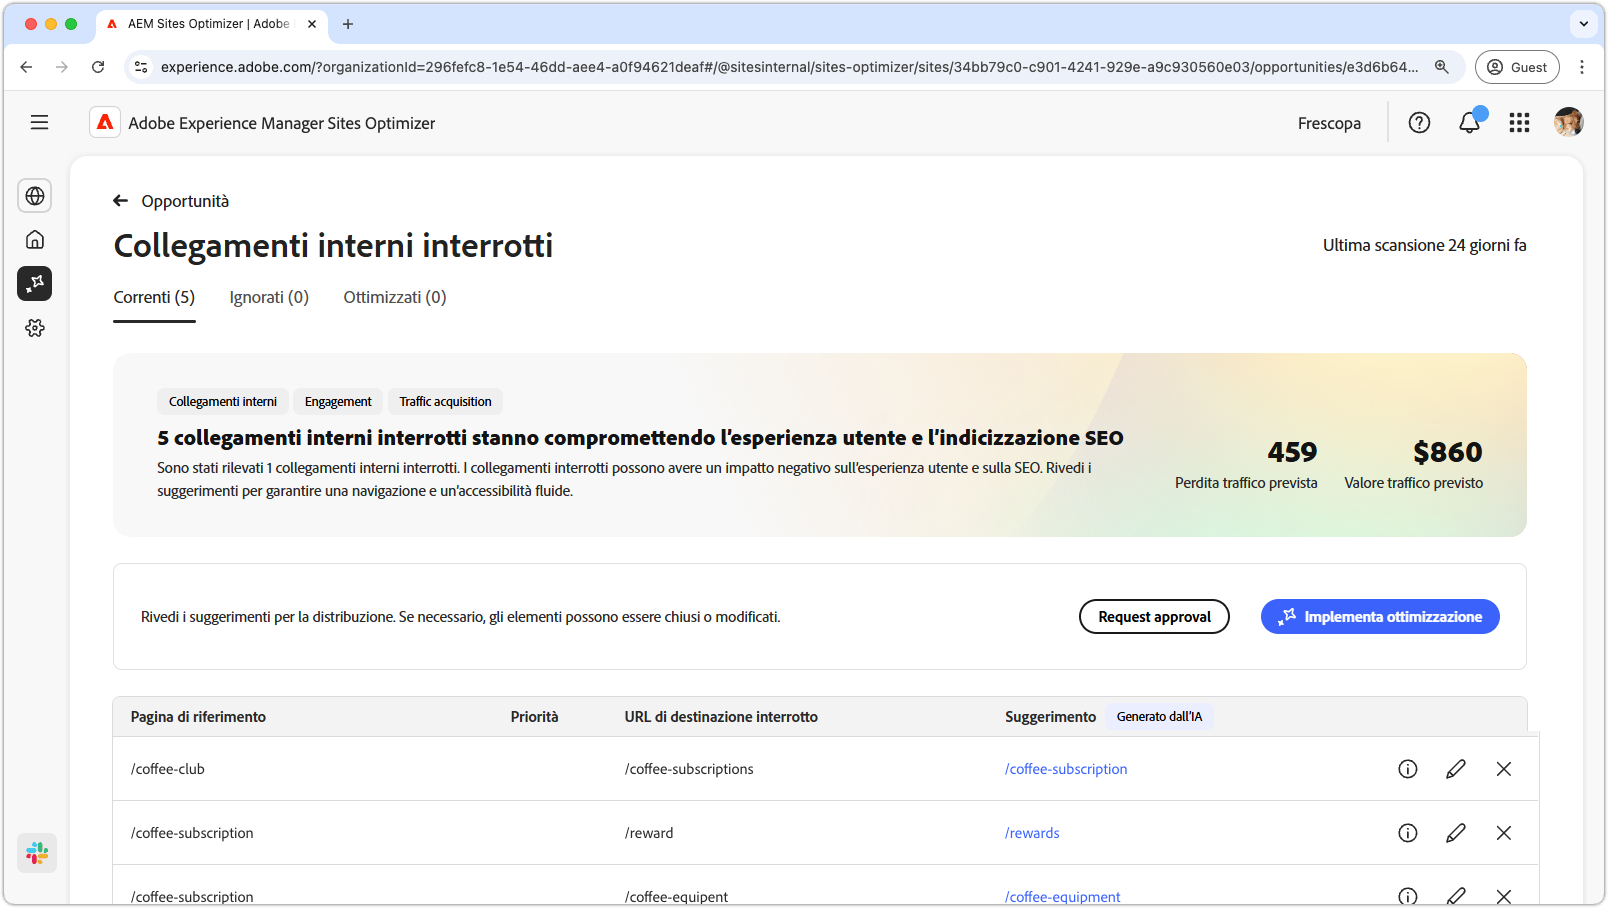 AEM Sites Optimizer | Adobe
experience.adobe.com/?organizationId=296fefc8-1e54-46dd-aee4-a0f94621deaf#/@sitesinternal/sites-optimizer/sites/34bb79c0-c901-4241-929e-a9c930560e03/opportunities/e3d6b64...
Guest
Adobe Experience Manager Sites Optimizer
Frescopa
Opportunità
Collegamenti interni interrotti
Ultima scansione 24 giorni fa
Correnti (5)
Ignorati (0)
Ottimizzati (0)
Collegamenti interni
Engagement
Traffic acquisition
5 collegamenti interni interrotti stanno compromettendo l'esperienza utente e l'indicizzazione SEO
Sono stati rilevati 1 collegamenti interni interrotti. I collegamenti interrotti possono avere un impatto negativo sull'esperienza utente e sulla SEO. Rivedi i
suggerimenti per garantire una navigazione e un'accessibilità fluide.
459
Perdita traffico prevista
$860
Valore traffico previsto
Rivedi i suggerimenti per la distribuzione. Se necessario, gli elementi possono essere chiusi o modificati.
Request approval
Implementa ottimizzazione
Pagina di riferimento
Priorità
URL di destinazione interrotto
Suggerimento
Generato dall'IA
/coffee-club
/coffee-subscriptions
/coffee-subscription
/coffee-subscription
/reward
/rewards
/coffee-subscription
/coffee-equipent
/coffee-equipment